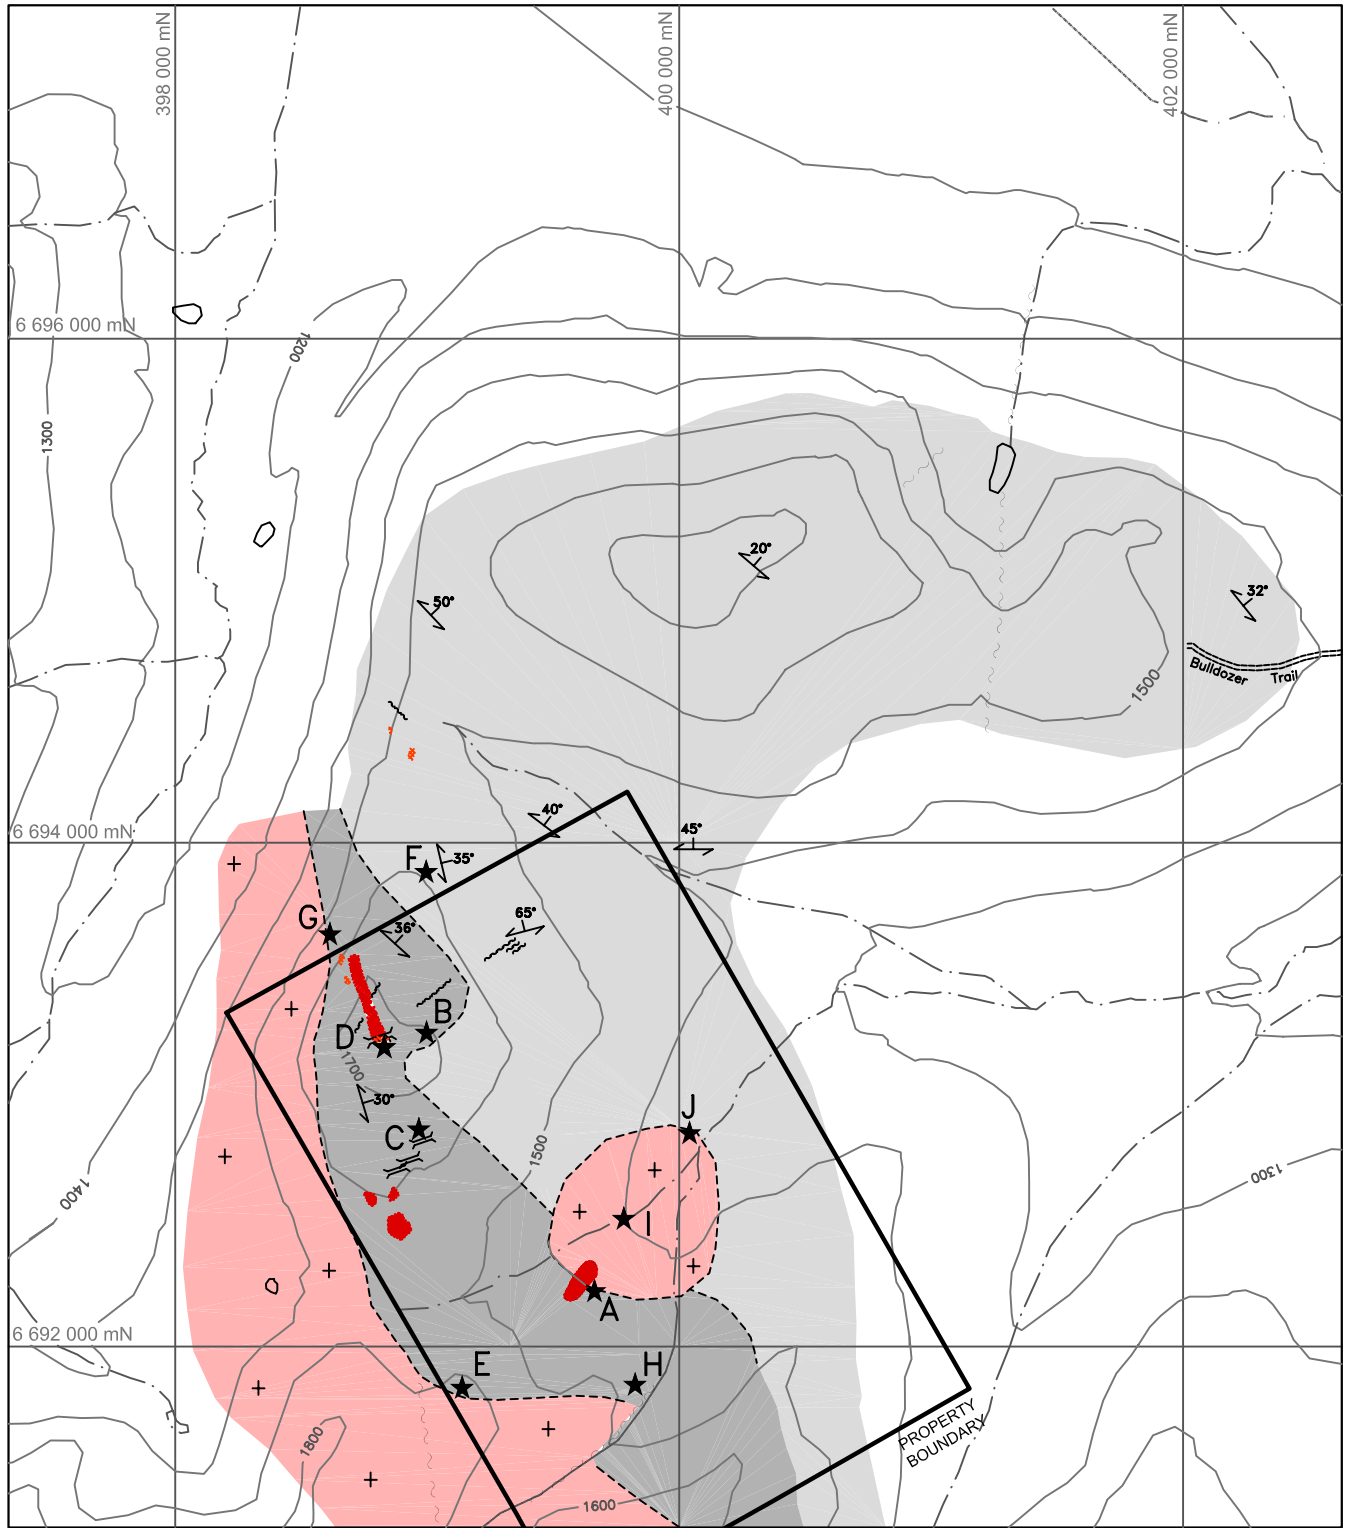 398 000 mN
400 000 mN
402 000 mN
6 696 000 mN
1200
1300
20°
50°
32°
Bulldozer Trail
1500
40°
45°
6 694 000 mN
F
35°
G
65°
36°
B
D
1700
30°
J
C
1500
1400
1300
I
A
6 692 000 mN
E
H
PROPERTY
BOUNDARY
1800
1600